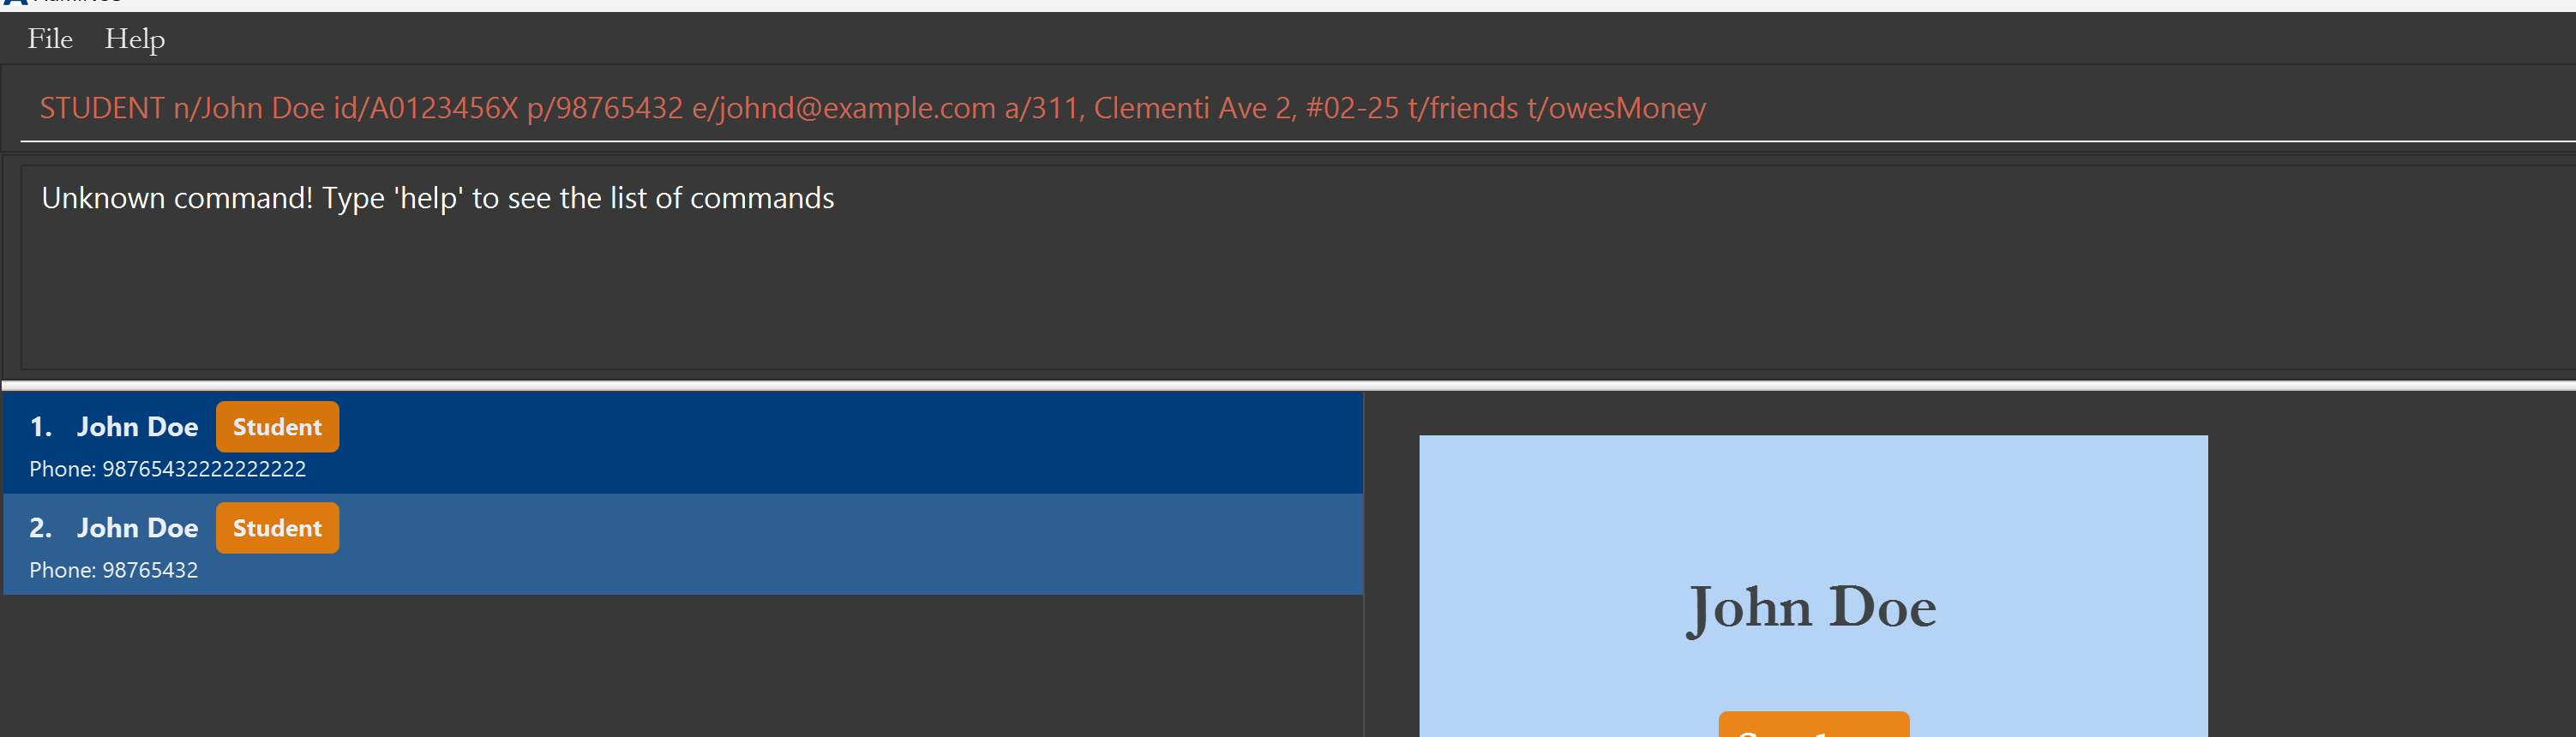 File Help
STUDENT n/John Doe id/A0123456X p/98765432 e/johnd@example.com a/311, Clementi Ave 2, #02-25 t/friends t/owesMoney
Unknown command! Type 'help' to see the list of commands
1. John Doe Student
Phone: 98765432222222222
2. John Doe Student
Phone: 98765432
John Doe